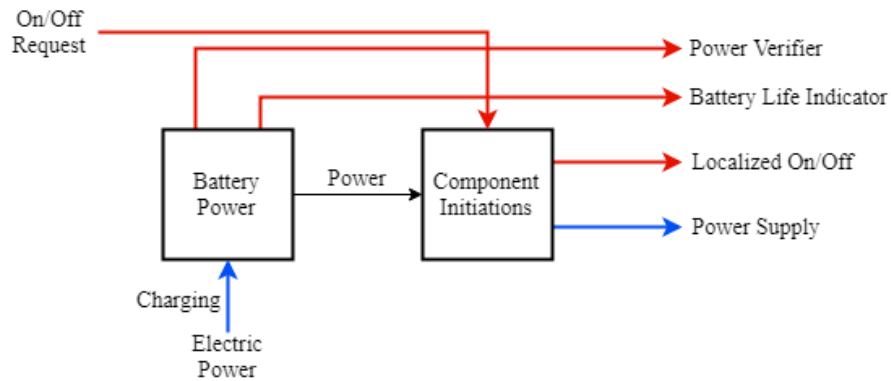 On/Off
Request
Power Verifier
Battery Life Indicator
Battery
Power
Power
Component
Initiations
Localized On/Off
Power Supply
Charging
Electric
Power